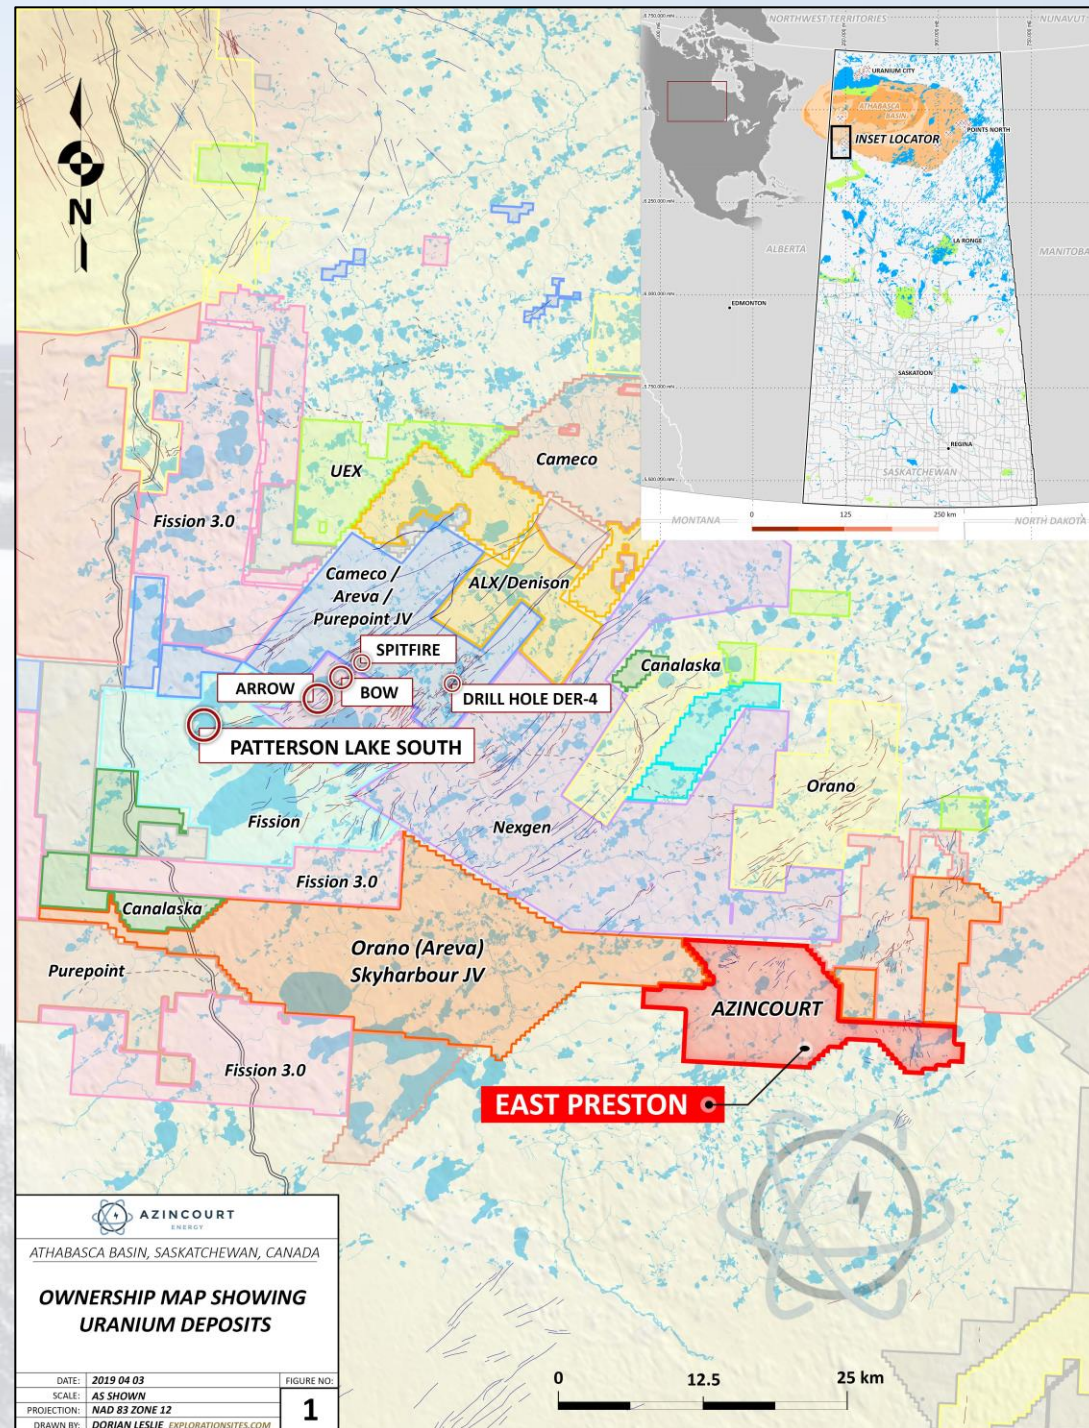 NORTHWEST TERRITORIES
NUNAVUT
URANIUM CITY
ATHABASCA
BASIN
POINTS NORTH
INSET LOCATOR
N
LA RONGE
ALBERTA
MANITOBA
EDMONTON
SASKATOON
REGINA
SASKATCHEWAN
MONTANA
NORTH DAKOTA
0
125
250 km
UEX
Cameco
Fission 3.0
Cameco /
Areva /
Purepoint JV
ALX/Denison
SPITFIRE
ARROW
BOW
DRILL HOLE DER-4
Canalaska
PATTERSON LAKE SOUTH
Orano
Fission
Nexgen
Fission 3.0
Canalaska
Orano (Areva)
Skyharbour JV
Purepoint
AZINCOURT
Fission 3.0
EAST PRESTON
AZINCOURT
ENERGY
ATHABASCA BASIN, SASKATCHEWAN, CANADA
OWNERSHIP MAP SHOWING
URANIUM DEPOSITS
DATE: 2019 04 03
FIGURE NO:
SCALE: AS SHOWN
PROJECTION: NAD 83 ZONE 12
1
DRAWN BY: DORIAN LESLIE EXPLORATIONSITES.COM
0
12.5
25 km